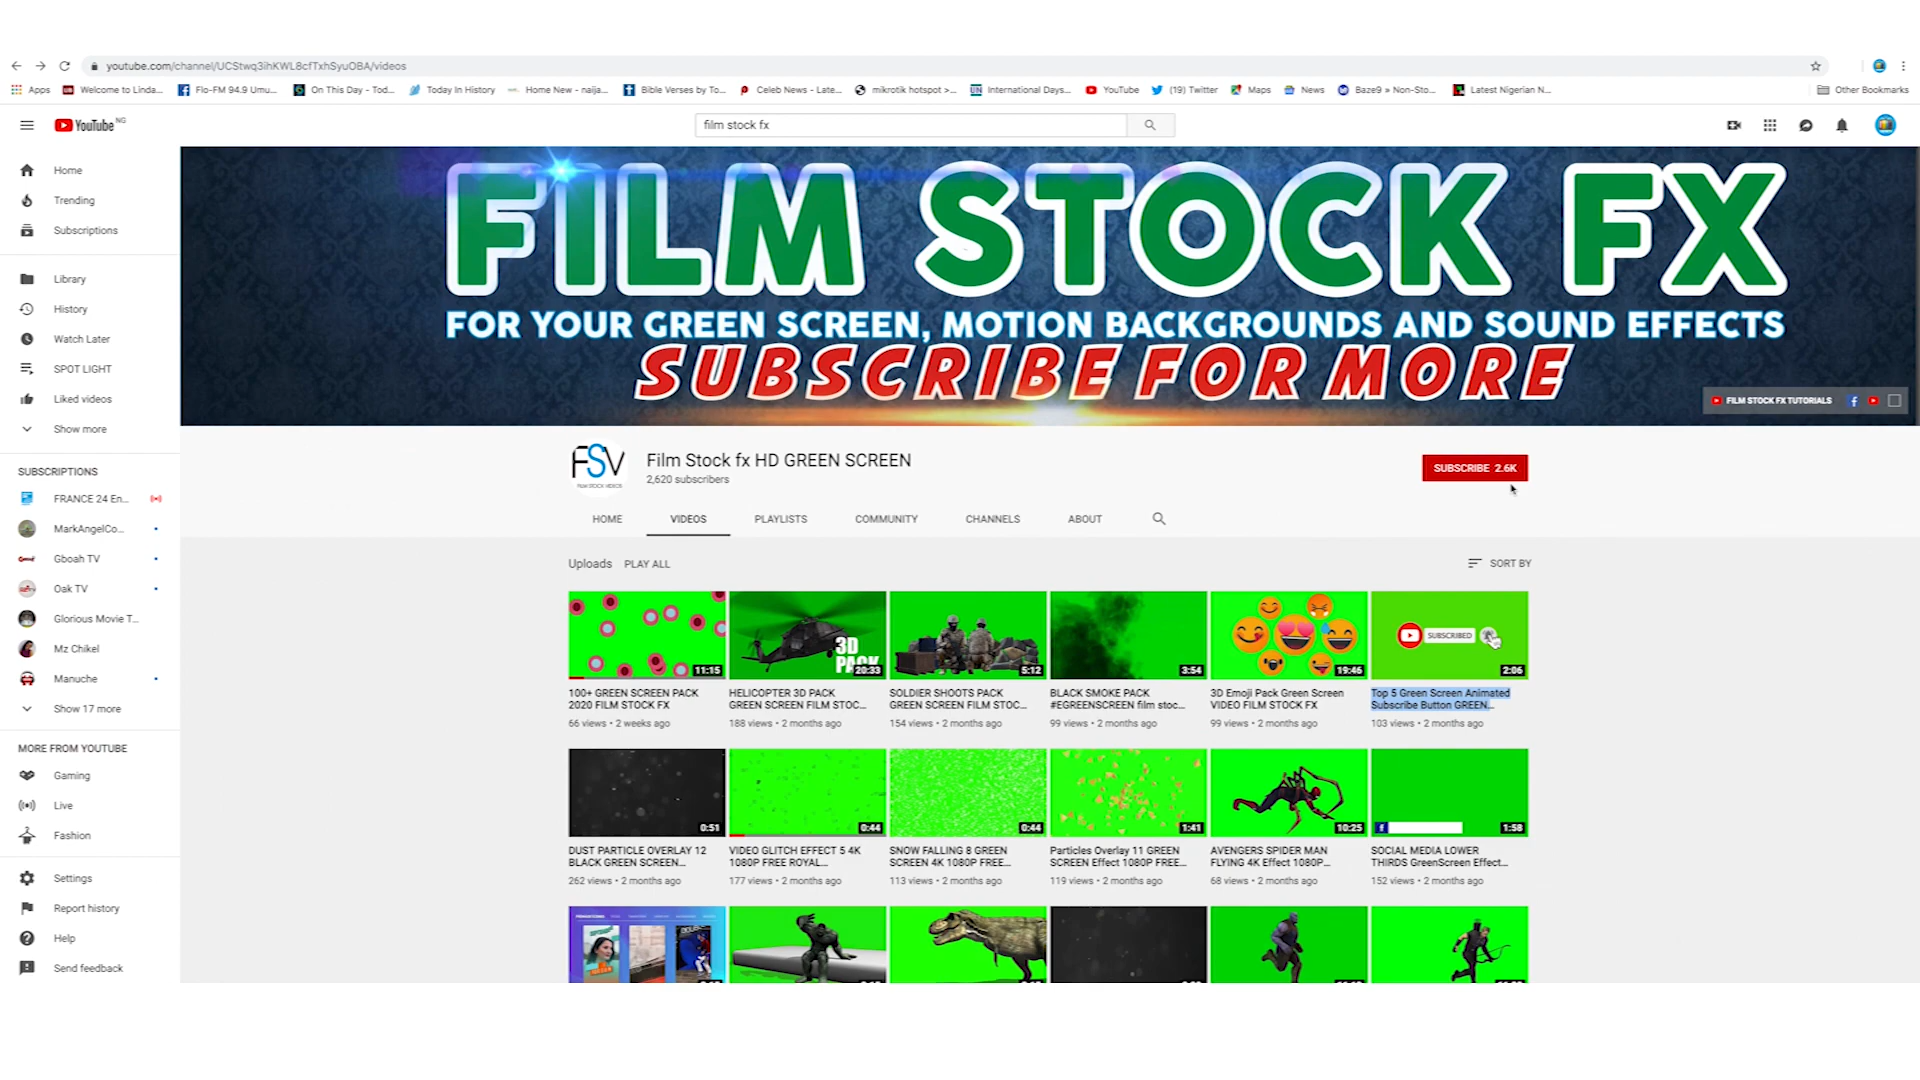 youtube.com/channel/UCStwq3ihKWL8cfTxhSyuOBA/videos
Apps Welcome to Linda... Flo-FM 94.9 Umu... On This Day - Tod... Today In History Home New - naija... Bible Verses by To... Celeb News - Late... mikrotik hotspot >... International Days... YouTube (19) Twitter Maps News Baze9 » Non-Sto... Latest Nigerian N... Other Bookmarks
YouTube NG
film stock fx
Home
Trending
Subscriptions
Library
History
Watch Later
SPOT LIGHT
Liked videos
Show more
SUBSCRIPTIONS
FRANCE 24 En...
MarkAngelCo...
Gboah TV
Oak TV
Glorious Movie T...
Mz Chikel
Manuche
Show 17 more
MORE FROM YOUTUBE
Gaming
Live
Fashion
Settings
Report history
Help
Send feedback
FILM STOCK FX
FOR YOUR GREEN SCREEN, MOTION BACKGROUNDS AND SOUND EFFECTS
SUBSCRIBE FOR MORE
FILM STOCK FX TUTORIALS
FSV
FILM STOCK VIDEOS
Film Stock fx HD GREEN SCREEN
2,620 subscribers
SUBSCRIBE 2.6K
HOME VIDEOS PLAYLISTS COMMUNITY CHANNELS ABOUT
Uploads PLAY ALL SORT BY
11:15
3D PACK
20:33
5:12
3:54
19:46
SUBSCRIBED
2:06
100+ GREEN SCREEN PACK
2020 FILM STOCK FX
66 views • 2 weeks ago
HELICOPTER 3D PACK
GREEN SCREEN FILM STOC...
188 views • 2 months ago
SOLDIER SHOOTS PACK
GREEN SCREEN FILM STOC...
154 views • 2 months ago
BLACK SMOKE PACK
#EGREENSCREEN film stoc...
99 views • 2 months ago
3D Emoji Pack Green Screen
VIDEO FILM STOCK FX
99 views • 2 months ago
Top 5 Green Screen Animated
Subscribe Button GREEN...
103 views • 2 months ago
0:51
0:44
0:44
1:41
10:25
1:58
DUST PARTICLE OVERLAY 12
BLACK GREEN SCREEN...
262 views • 2 months ago
VIDEO GLITCH EFFECT 5 4K
1080P FREE ROYAL...
177 views • 2 months ago
SNOW FALLING 8 GREEN
SCREEN 4K 1080P FREE...
113 views • 2 months ago
Particles Overlay 11 GREEN
SCREEN Effect 1080P FREE...
119 views • 2 months ago
AVENGERS SPIDER MAN
FLYING 4K Effect 1080P...
68 views • 2 months ago
SOCIAL MEDIA LOWER
THIRDS GreenScreen Effect...
152 views • 2 months ago